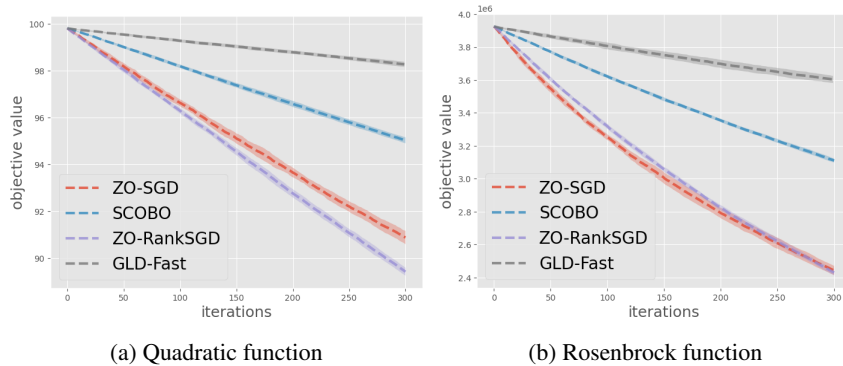 100
98
96
94
92
90
objective value
ZO-SGD
SCOBO
ZO-RankSGD
GLD-Fast
0 50 100 150 200 250 300
iterations
(a) Quadratic function
1e6
4.0
3.8
3.6
3.4
3.2
3.0
2.8
2.6
2.4
objective value
ZO-SGD
SCOBO
ZO-RankSGD
GLD-Fast
0 50 100 150 200 250 300
iterations
(b) Rosenbrock function